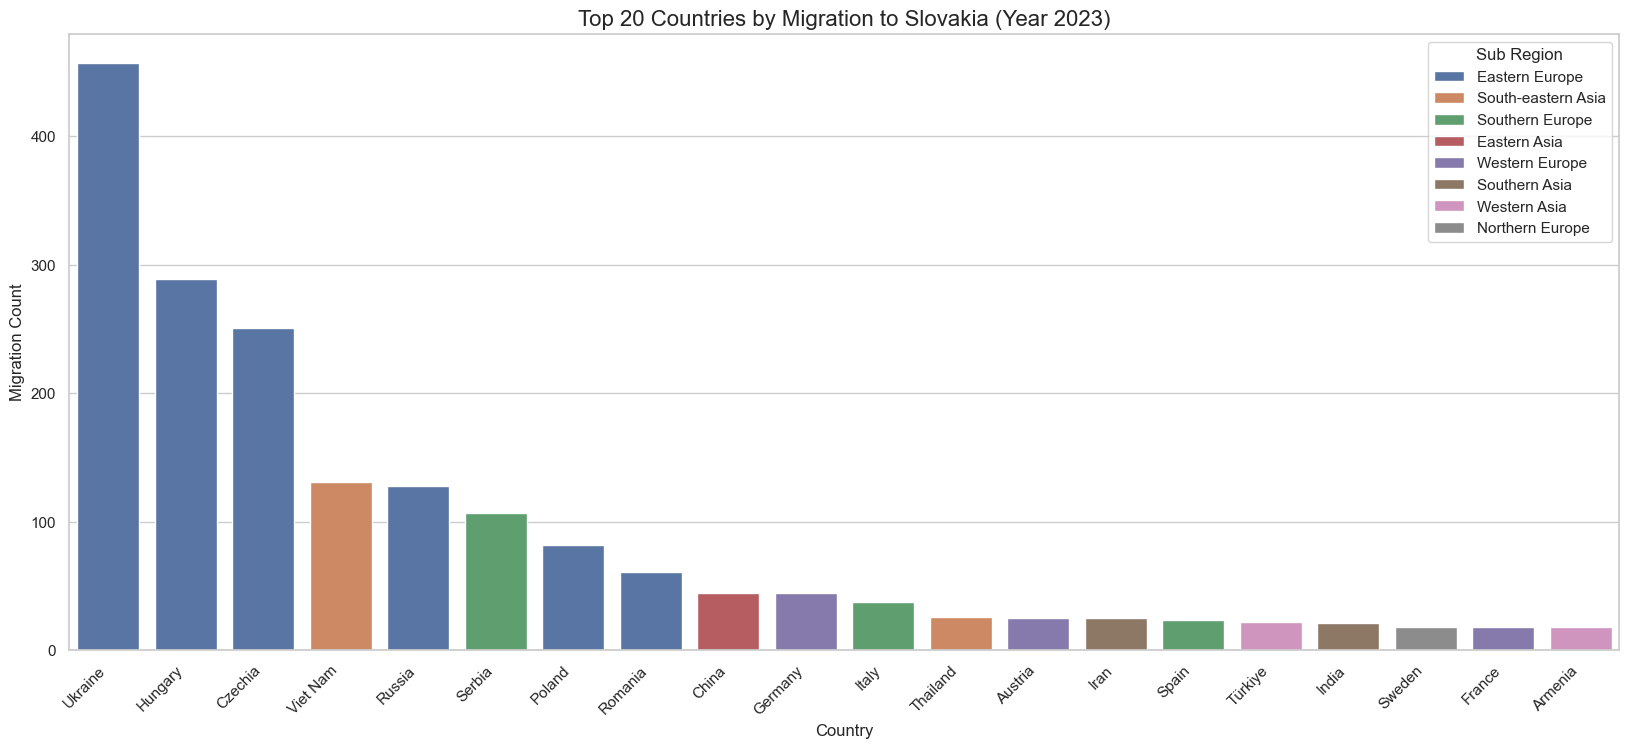 Top 20 Countries by Migration to Slovakia (Year 2023)
Sub Region
Eastern Europe
South-eastern Asia
Southern Europe
Eastern Asia
Western Europe
Southern Asia
Western Asia
Northern Europe
Migration Count
400
300
200
100
0
Ukraine
Hungary
Czechia
Viet Nam
Russia
Serbia
Poland
Romania
China
Germany
Italy
Thailand
Austria
Iran
Spain
Türkiye
India
Sweden
France
Armenia
Country